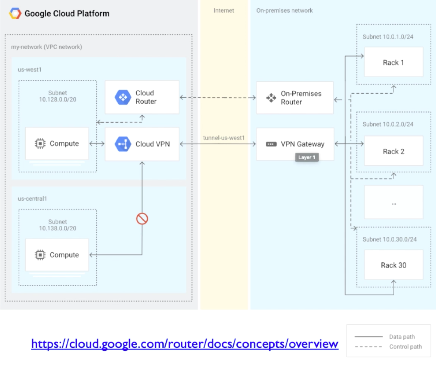 Google Cloud Platform
Internet
On-premises network
my-network (VPC network)
us-west1
Subnet
10.128.0.0/20
Compute
Cloud
Router
Cloud VPN
tunnel-us-west1
On-Premises
Router
VPN Gateway
Layer 4
Subnet 10.0.1.0/24
Rack 1
Subnet 10.0.2.0/24
Rack 2
...
Subnet 10.0.30.0/24
Rack 30
us-central1
Subnet
10.138.0.0/20
Compute
https://cloud.google.com/router/docs/concepts/overview
Data path
Control path